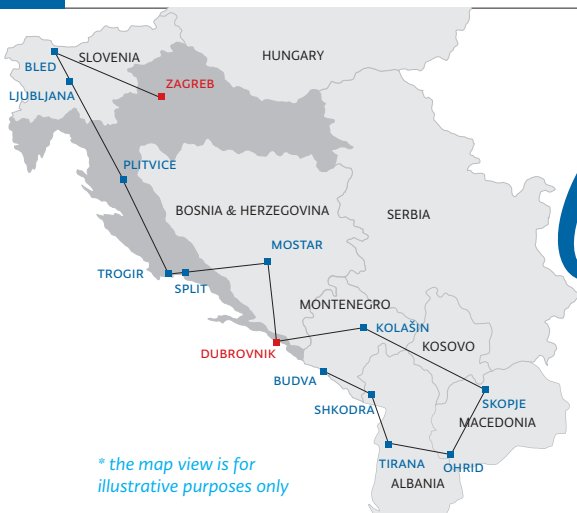 SLOVENIA
HUNGARY
BLED
ZAGREB
LJUBLJANA
PLITVICE
BOSNIA & HERZEGOVINA
SERBIA
MOSTAR
TROGIR
SPLIT
MONTENEGRO
KOLAŠIN
KOSOVO
DUBROVNIK
BUDVA
SHKODRA
SKOPJE
MACEDONIA
TIRANA
OHRID
ALBANIA
* the map view is for
illustrative purposes only